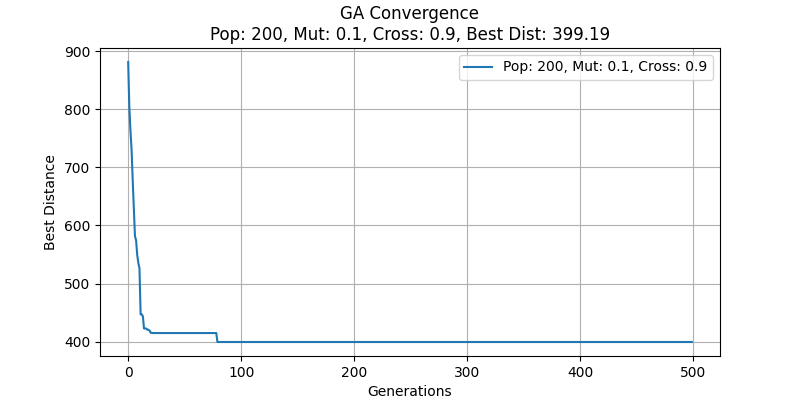 GA Convergence
Pop: 200, Mut: 0.1, Cross: 0.9, Best Dist: 399.19
Pop: 200, Mut: 0.1, Cross: 0.9
Best Distance
900
800
700
600
500
400
0 100 200 300 400 500
Generations